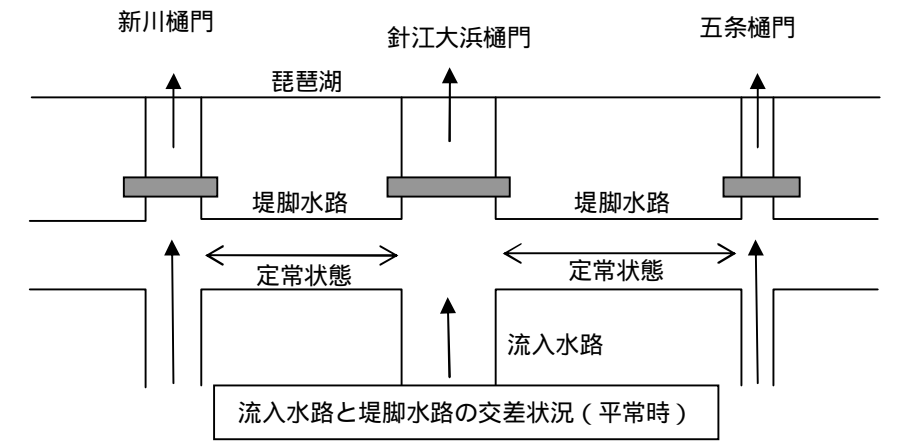 新川樋門
針江大浜樋門
五条樋門
琵琶湖
堤脚水路
堤脚水路
定常状態
定常状態
流入水路
流入水路と堤脚水路の交差状況（平常時）